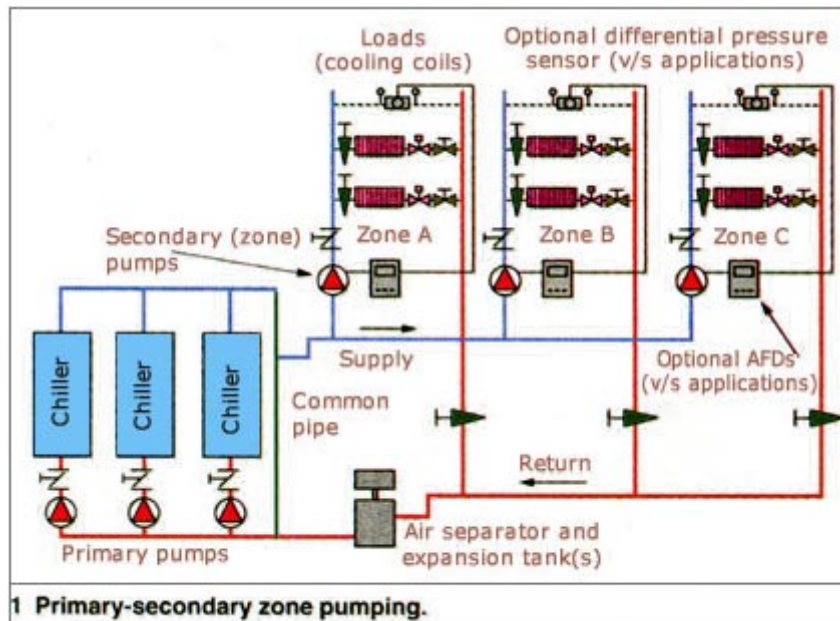 Loads
(cooling coils)
Optional differential pressure
sensor (v/s applications)
Secondary (zone)
pumps
Zone A
Zone B
Zone C
Supply
Optional AFDs
(v/s applications)
Chiller
Chiller
Chiller
Common
pipe
Return
Primary pumps
Air separator and
expansion tank(s)
1 Primary-secondary zone pumping.